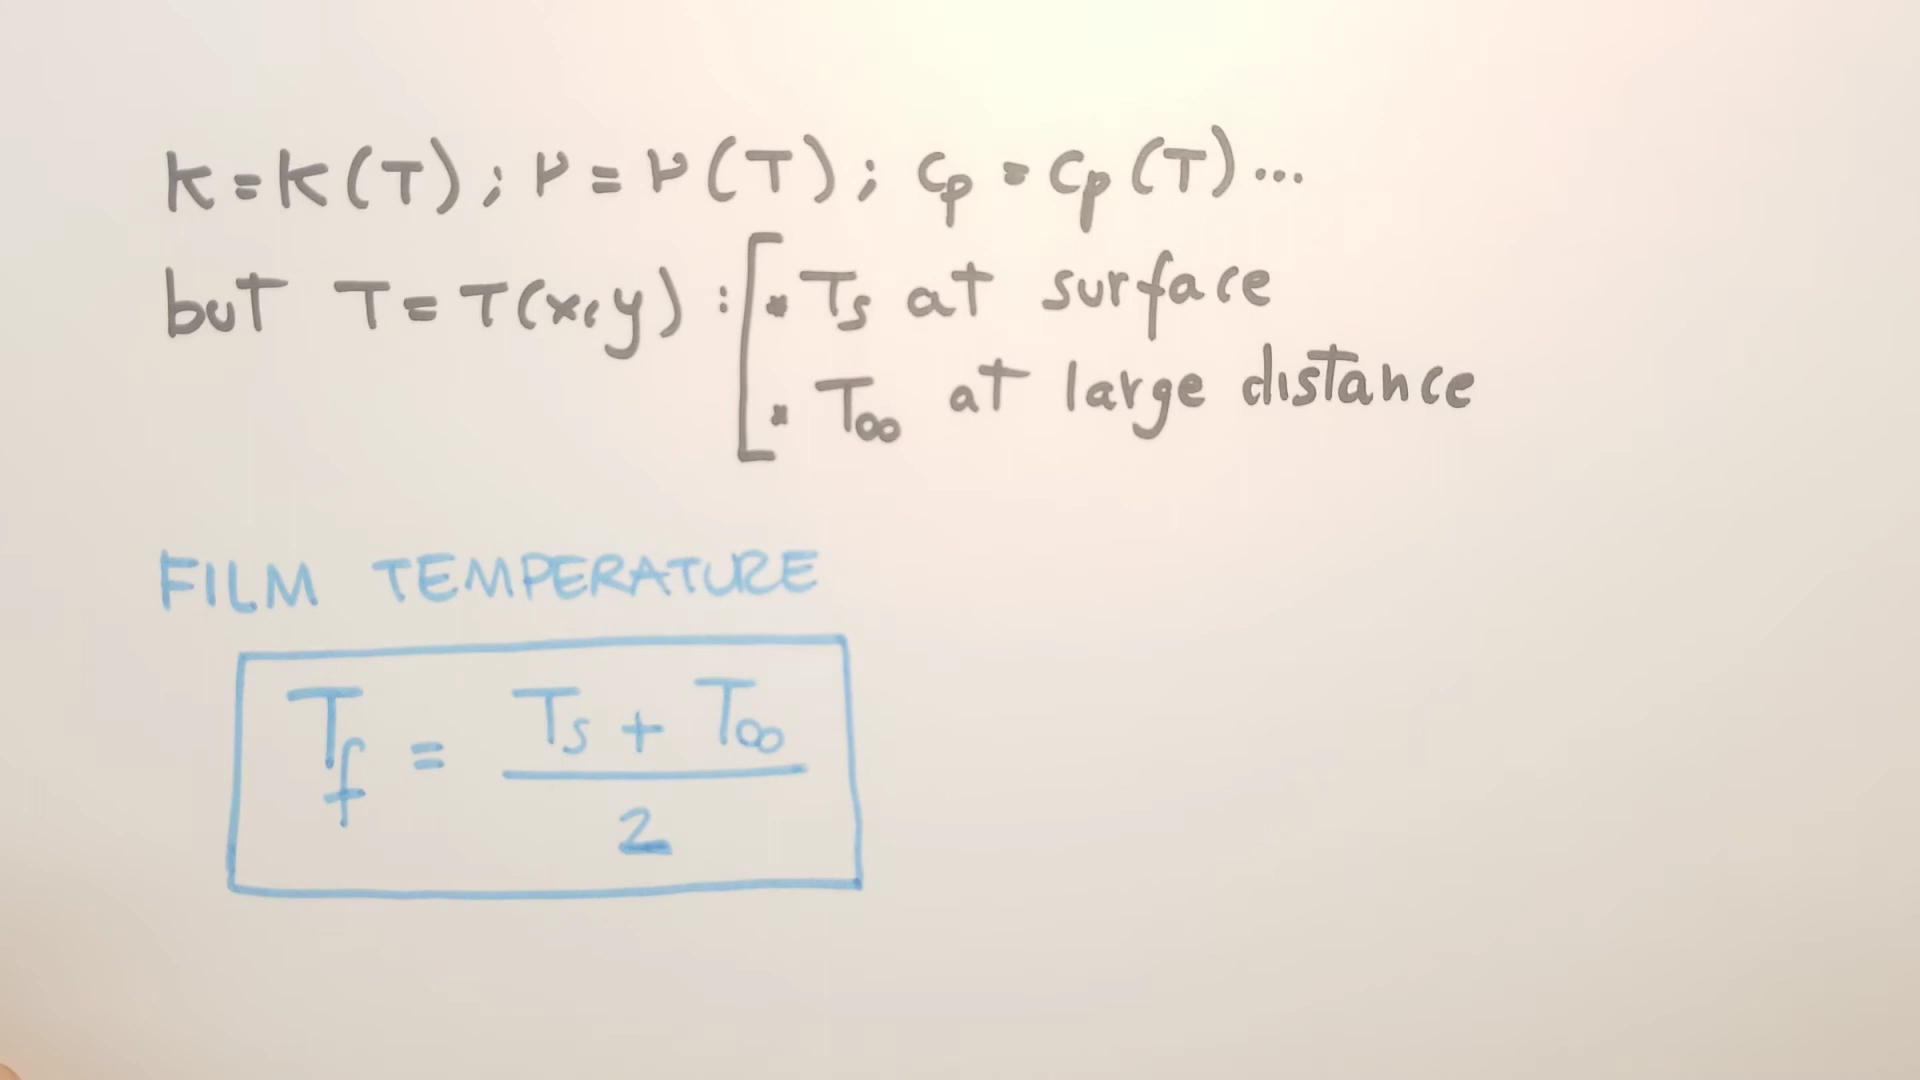 k = k(T); ν = ν(T); cp = cp(T)...
but T = T(x,y) : • Ts at surface
• T∞ at large distance
FILM TEMPERATURE
Tf = (Ts + T∞) / 2